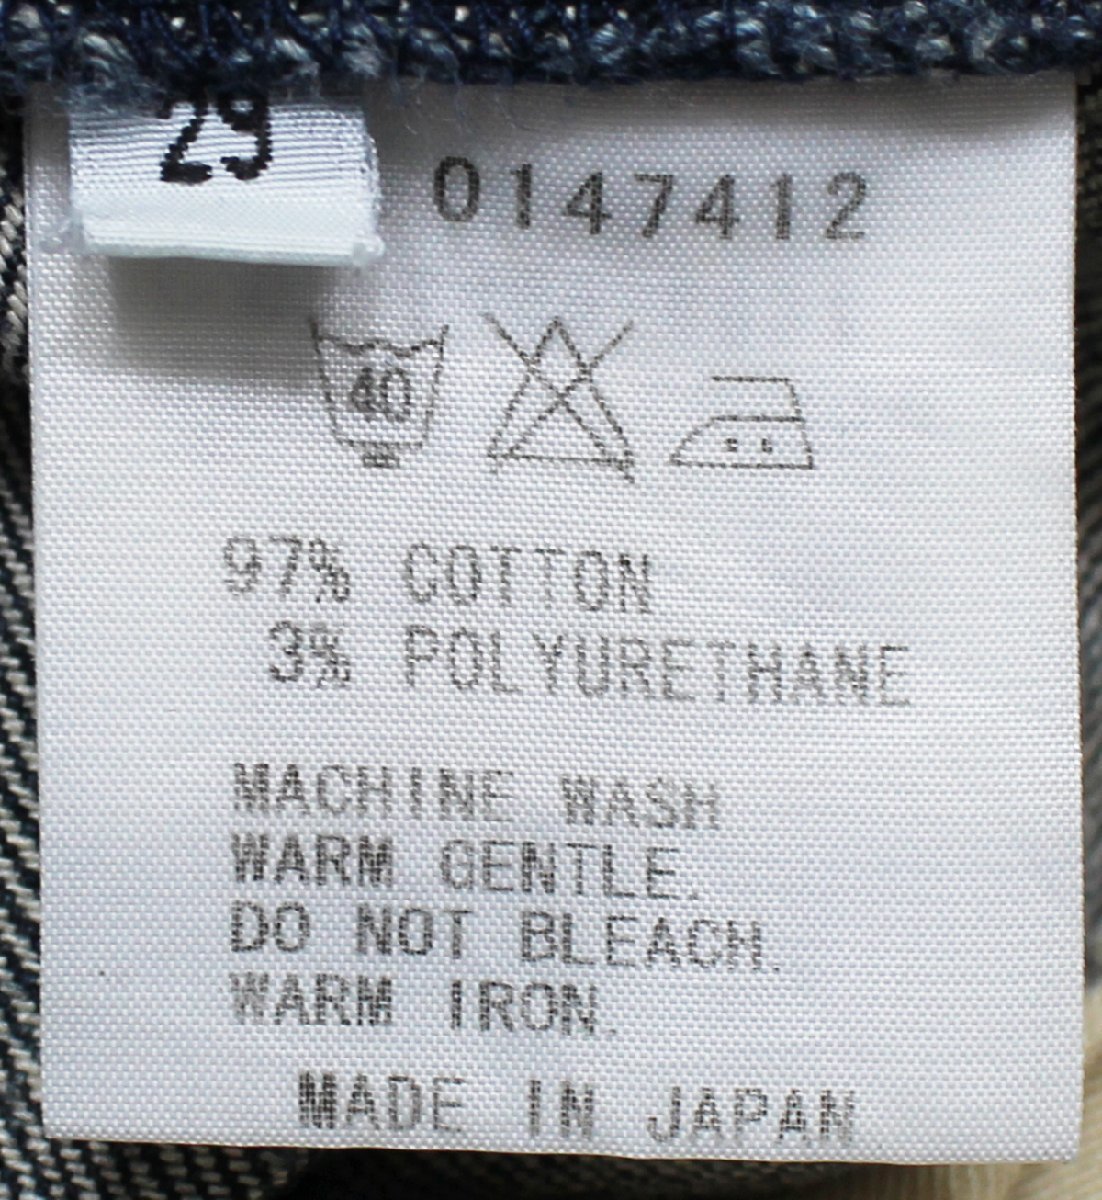 29
0147412
40
97% COTTON
3% POLYURETHANE
MACHINE WASH
WARM GENTLE.
DO NOT BLEACH.
WARM IRON.
MADE IN JAPAN